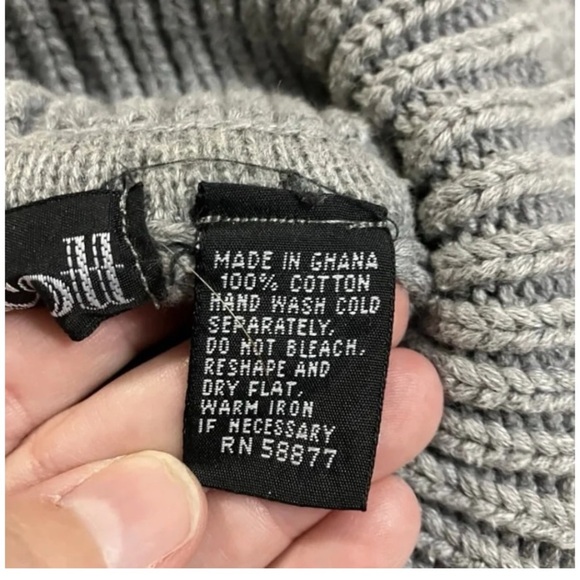 MADE IN GHANA
100% COTTON
HAND WASH COLD
SEPARATELY,
DO NOT BLEACH,
RESHAPE AND
DRY FLAT,
WARM IRON
IF NECESSARY
RN 58877